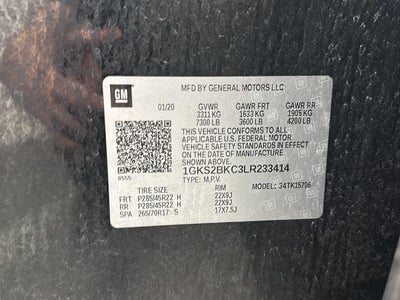 GM
MFD BY GENERAL MOTORS LLC
01/20 GVWR GAWR FRT GAWR RR
3311 KG 1633 KG 1905 KG
7300 LB 3600 LB 4200 LB
THIS VEHICLE CONFORMS TO ALL APPLICABLE
FEDERAL MOTOR VEHICLE SAFETY STANDARDS IN EFFECT
ON THE DATE OF MANUFACTURE SHOWN ABOVE.
1GKS2BKC3LR233414
8555 TYPE: M.P.V. MODEL: 34TK15706
TIRE SIZE RIM
FRT P285/45R22 H 22X9J
RR P285/45R22 H 22X9J
SPA 265/70R17 S 17X7.5J